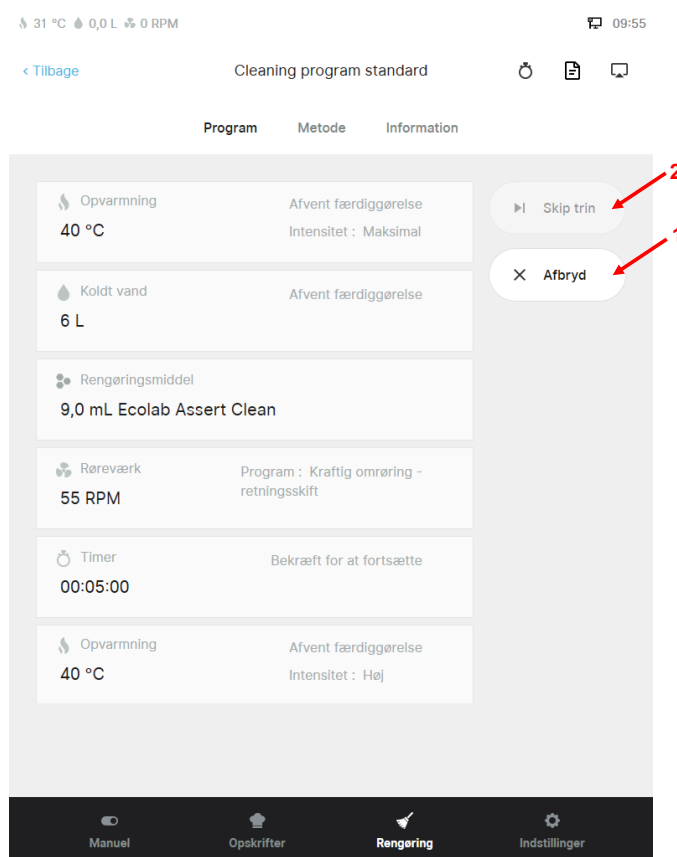 31 °C 0,0 L 0 RPM 09:55
< Tilbage Cleaning program standard
Program Metode Information
Opvarmning Afvent færdiggørelse
40 °C Intensitet : Maksimal
2
Skip trin
1
Afbryd
Koldt vand Afvent færdiggørelse
6 L
Rengøringsmiddel
9,0 mL Ecolab Assert Clean
Røreværk Program : Kraftig omrøring -
55 RPM retningsskift
Timer Bekræft for at fortsætte
00:05:00
Opvarmning Afvent færdiggørelse
40 °C Intensitet : Høj
Manuel Opskrifter Rengøring Indstillinger